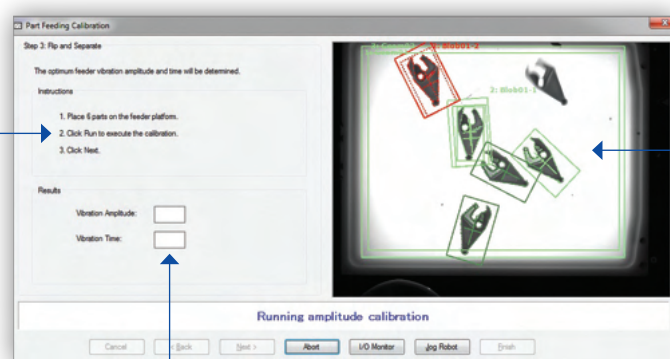 Part Feeding Calibration
Step 3: Flip and Separate
The optimum feeder vibration amplitude and time will be determined.
Instructions
1. Place 6 parts on the feeder platform.
2. Click Run to execute the calibration.
3. Click Next.
Results
Vibration Amplitude:
Vibration Time:
Blob01-2
2: Blob01-1
Running amplitude calibration
Cancel
< Back
Next >
Abort
I/O Monitor
Jog Robot
Finish